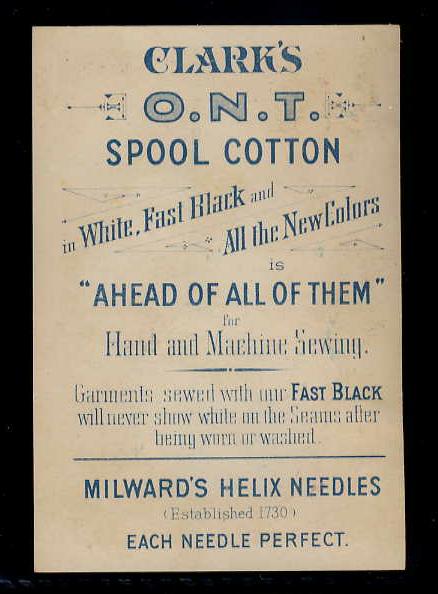 CLARK'S
O.N.T.
SPOOL COTTON
in White, Fast Black and
All the New Colors
is
"AHEAD OF ALL OF THEM"
for
Hand and Machine Sewing.
Garments sewed with our FAST BLACK
will never show white on the Seams after
being worn or washed.
MILWARD'S HELIX NEEDLES
(Established 1730)
EACH NEEDLE PERFECT.